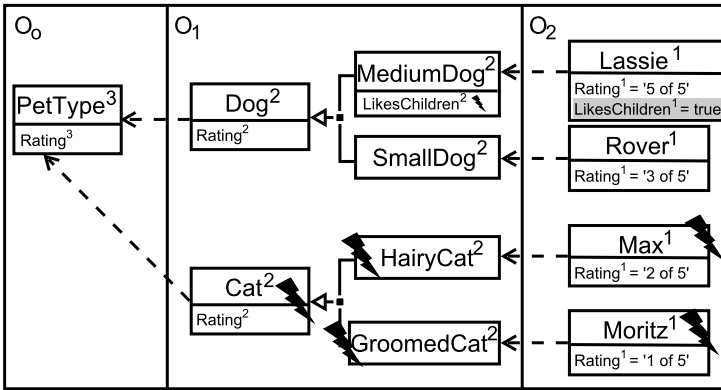 O₀
O₁
O₂
PetType³
Rating³
Dog²
Rating²
Cat²
Rating²
MediumDog²
LikesChildren²
SmallDog²
HairyCat²
GroomedCat²
Lassie¹
Rating¹ = '5 of 5'
LikesChildren¹ = true
Rover¹
Rating¹ = '3 of 5'
Max¹
Rating¹ = '2 of 5'
Moritz¹
Rating¹ = '1 of 5'